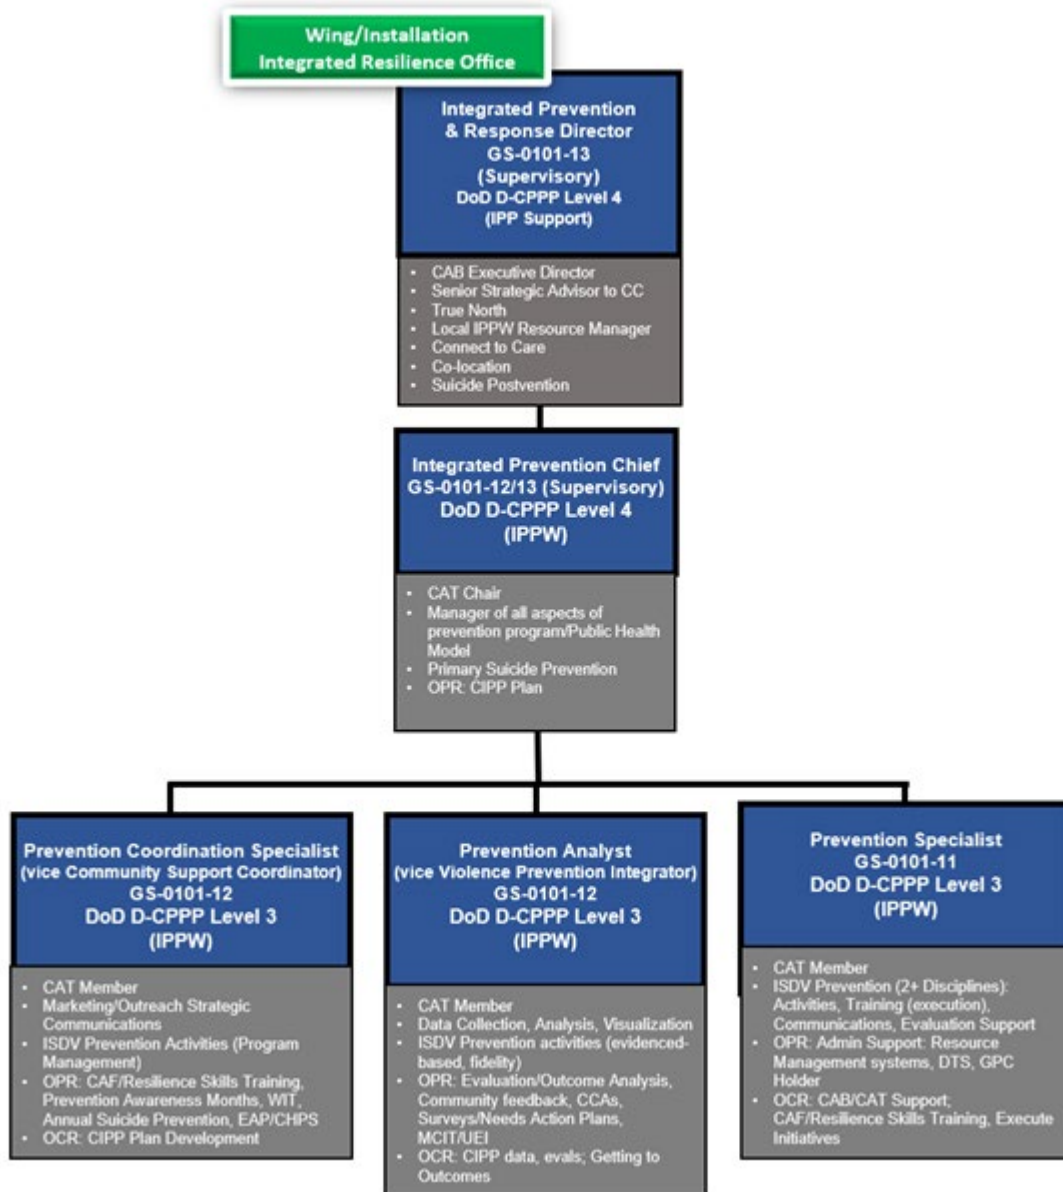 Wing/Installation
Integrated Resilience Office
Integrated Prevention
& Response Director
GS-0101-13
(Supervisory)
DoD D-CPPP Level 4
(IPP Support)
• CAB Executive Director
• Senior Strategic Advisor to CC
• True North
• Local IPPW Resource Manager
• Connect to Care
• Co-location
• Suicide Postvention
Integrated Prevention Chief
GS-0101-12/13 (Supervisory)
DoD D-CPPP Level 4
(IPPW)
• CAT Chair
• Manager of all aspects of
prevention program/Public Health
Model
• Primary Suicide Prevention
• OPR: CIPP Plan
Prevention Coordination Specialist
(vice Community Support Coordinator)
GS-0101-12
DoD D-CPPP Level 3
(IPPW)
• CAT Member
• Marketing/Outreach Strategic
Communications
• ISDV Prevention Activities (Program
Management)
• OPR: CAF/Resilience Skills Training,
Prevention Awareness Months, WIT,
Annual Suicide Prevention, EAP/CHPS
• OCR: CIPP Plan Development
Prevention Analyst
(vice Violence Prevention Integrator)
GS-0101-12
DoD D-CPPP Level 3
(IPPW)
• CAT Member
• Data Collection, Analysis, Visualization
• ISDV Prevention activities (evidenced-
based, fidelity)
• OPR: Evaluation/Outcome Analysis,
Community feedback, CCAs,
Surveys/Needs Action Plans,
MCIT/UEI
• OCR: CIPP data, evals; Getting to
Outcomes
Prevention Specialist
GS-0101-11
DoD D-CPPP Level 3
(IPPW)
• CAT Member
• ISDV Prevention (2+ Disciplines):
Activities, Training (execution),
Communications, Evaluation Support
• OPR: Admin Support: Resource
Management systems, DTS, GPC
Holder
• OCR: CAB/CAT Support;
CAF/Resilience Skills Training, Execute
Initiatives